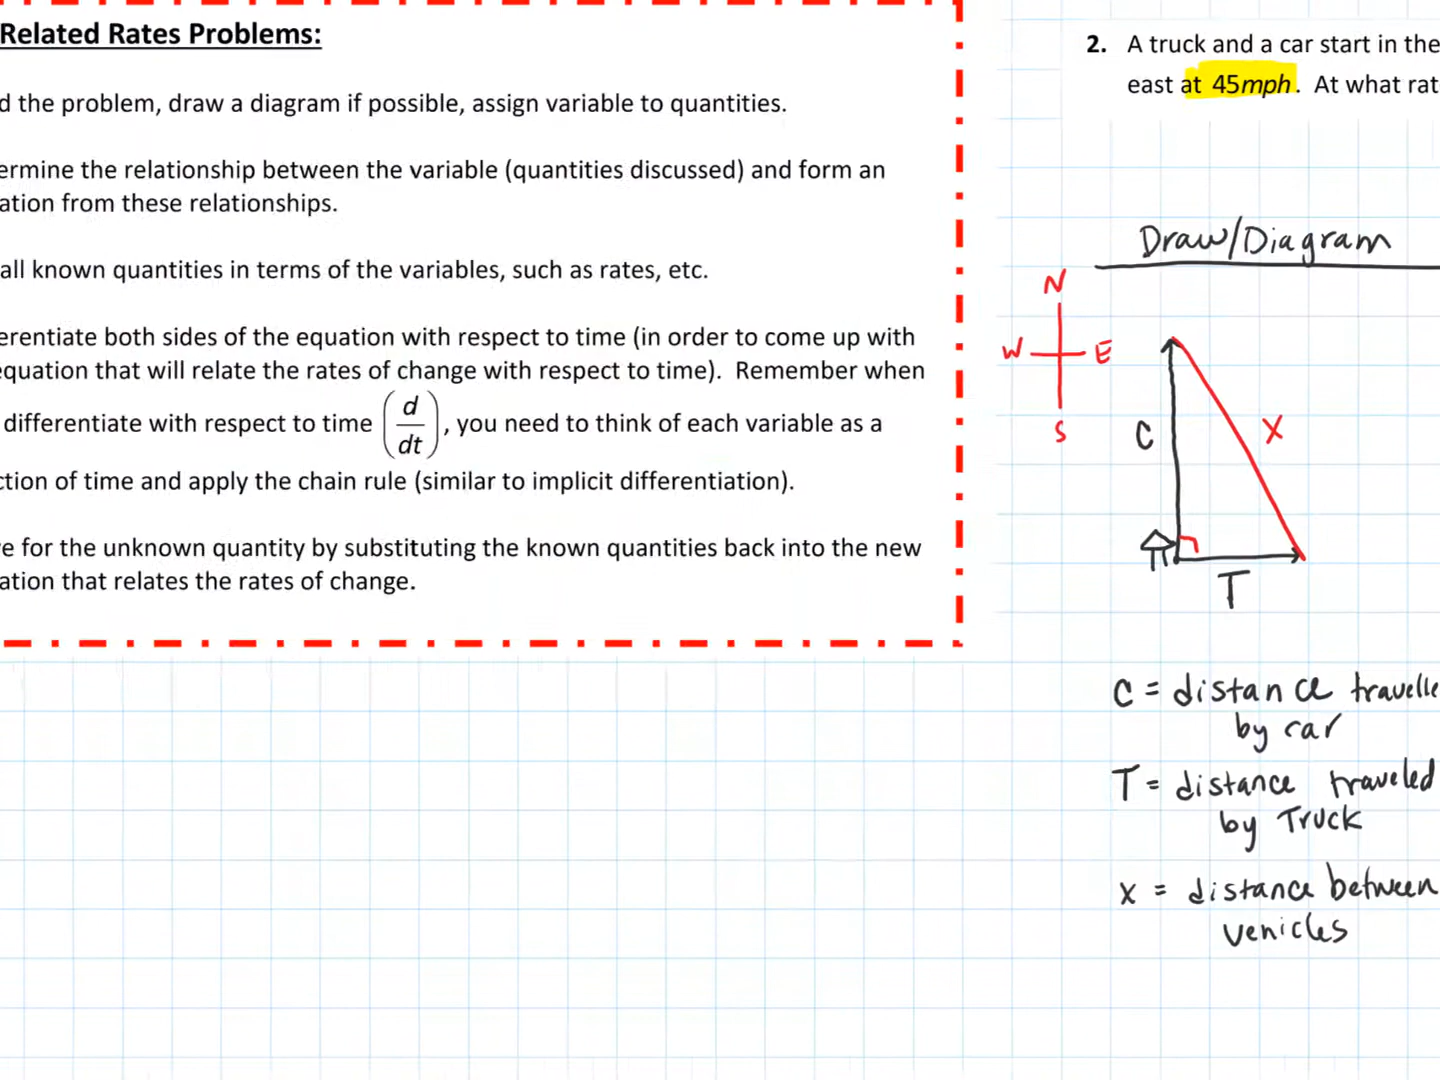 Related Rates Problems:
d the problem, draw a diagram if possible, assign variable to quantities.
ermine the relationship between the variable (quantities discussed) and form an
ation from these relationships.
all known quantities in terms of the variables, such as rates, etc.
erentiate both sides of the equation with respect to time (in order to come up with
equation that will relate the rates of change with respect to time). Remember when
differentiate with respect to time (d/dt), you need to think of each variable as a
ction of time and apply the chain rule (similar to implicit differentiation).
e for the unknown quantity by substituting the known quantities back into the new
ation that relates the rates of change.
2. A truck and a car start in the
east at 45mph. At what rat
Draw/Diagram
N
W E
S
C
X
T
C = distance travelle
by car
T = distance traveled
by Truck
x = distance between
venicles